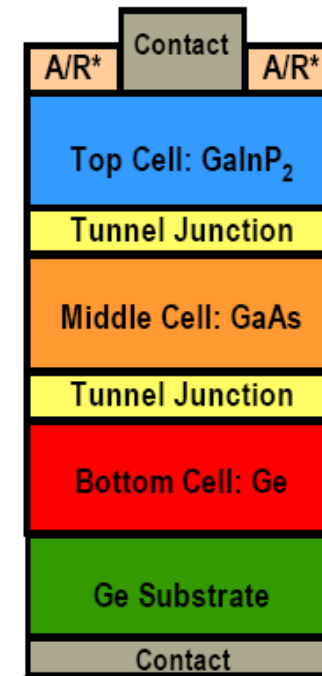 Contact
A/R* A/R*
Top Cell: GaInP₂
Tunnel Junction
Middle Cell: GaAs
Tunnel Junction
Bottom Cell: Ge
Ge Substrate
Contact